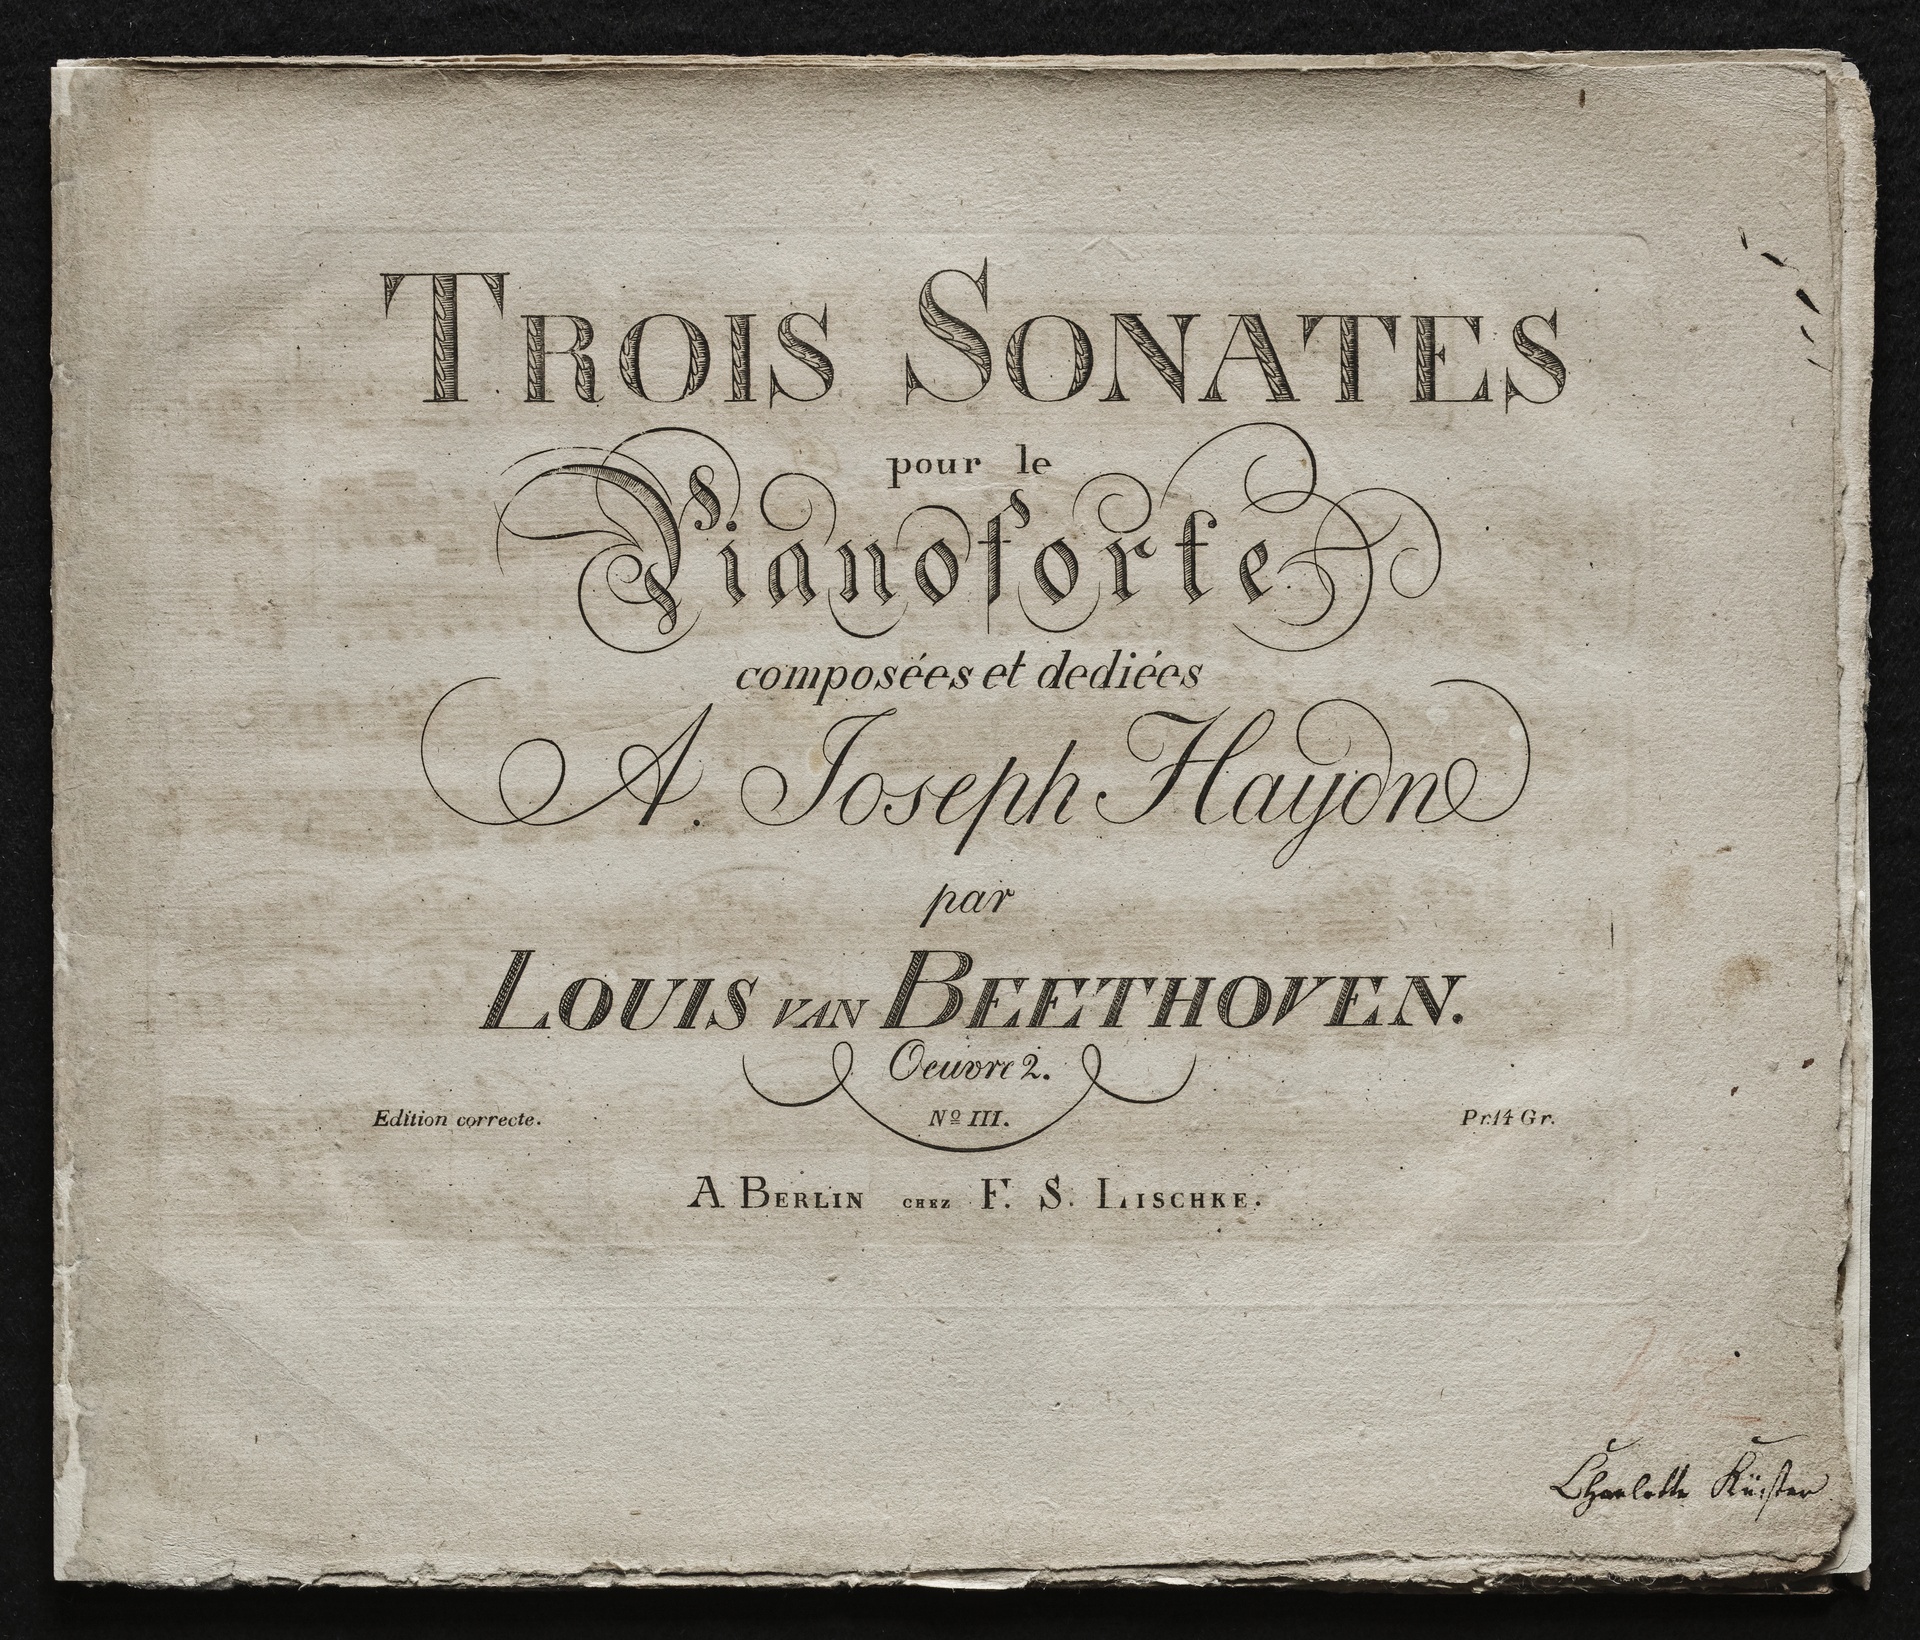 TROIS SONATES
pour le
Pianoforte
composées et dediées
A. Joseph Haydn
par
LOUIS VAN BEETHOVEN.
Oeuvre 2.
Edition correcte. Nº III. Pr. 14 Gr.
A BERLIN CHEZ F. S. LISCHKE.
Charlotte Küster